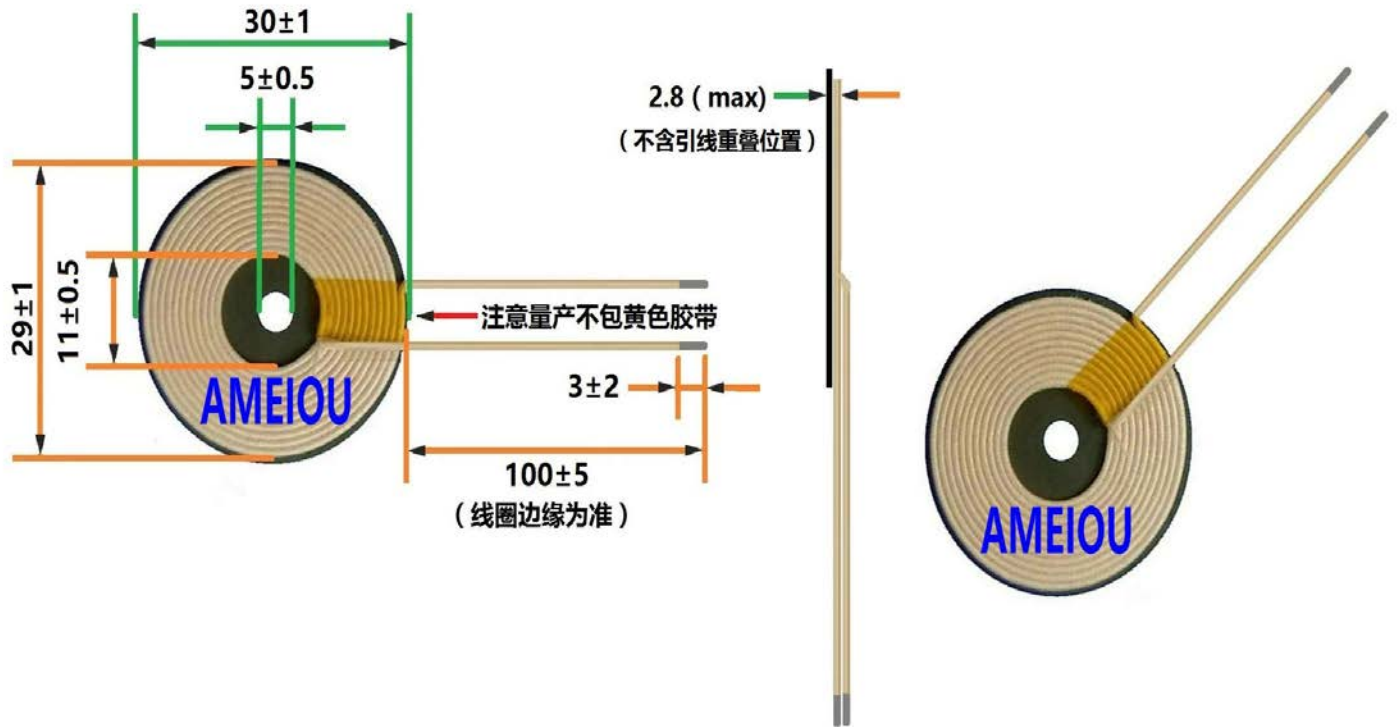 30±1
5±0.5
2.8 ( max)
( 不含引线重叠位置 )
29±1
11±0.5
注意量产不包黄色胶带
AMEIOU
3±2
100±5
( 线圈边缘为准 )
AMEIOU